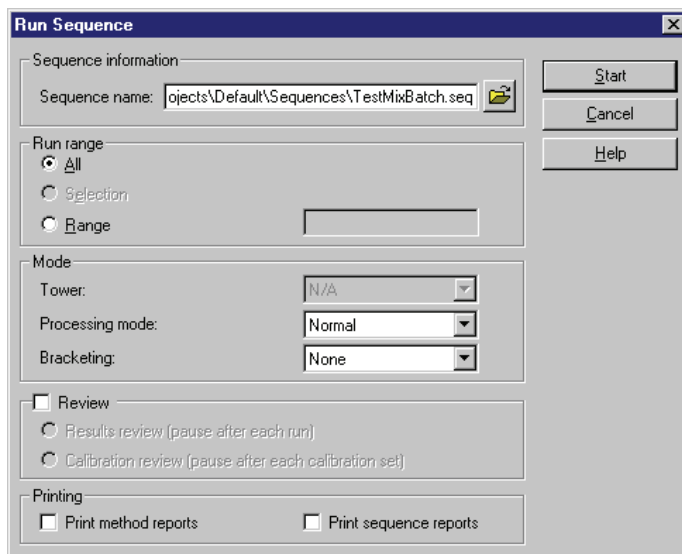 Run Sequence
Sequence information
Sequence name: ojects\Default\Sequences\TestMixBatch.seq
Start
Cancel
Help
Run range
All
Selection
Range
Mode
Tower: N/A
Processing mode: Normal
Bracketing: None
Review
Results review (pause after each run)
Calibration review (pause after each calibration set)
Printing
Print method reports Print sequence reports